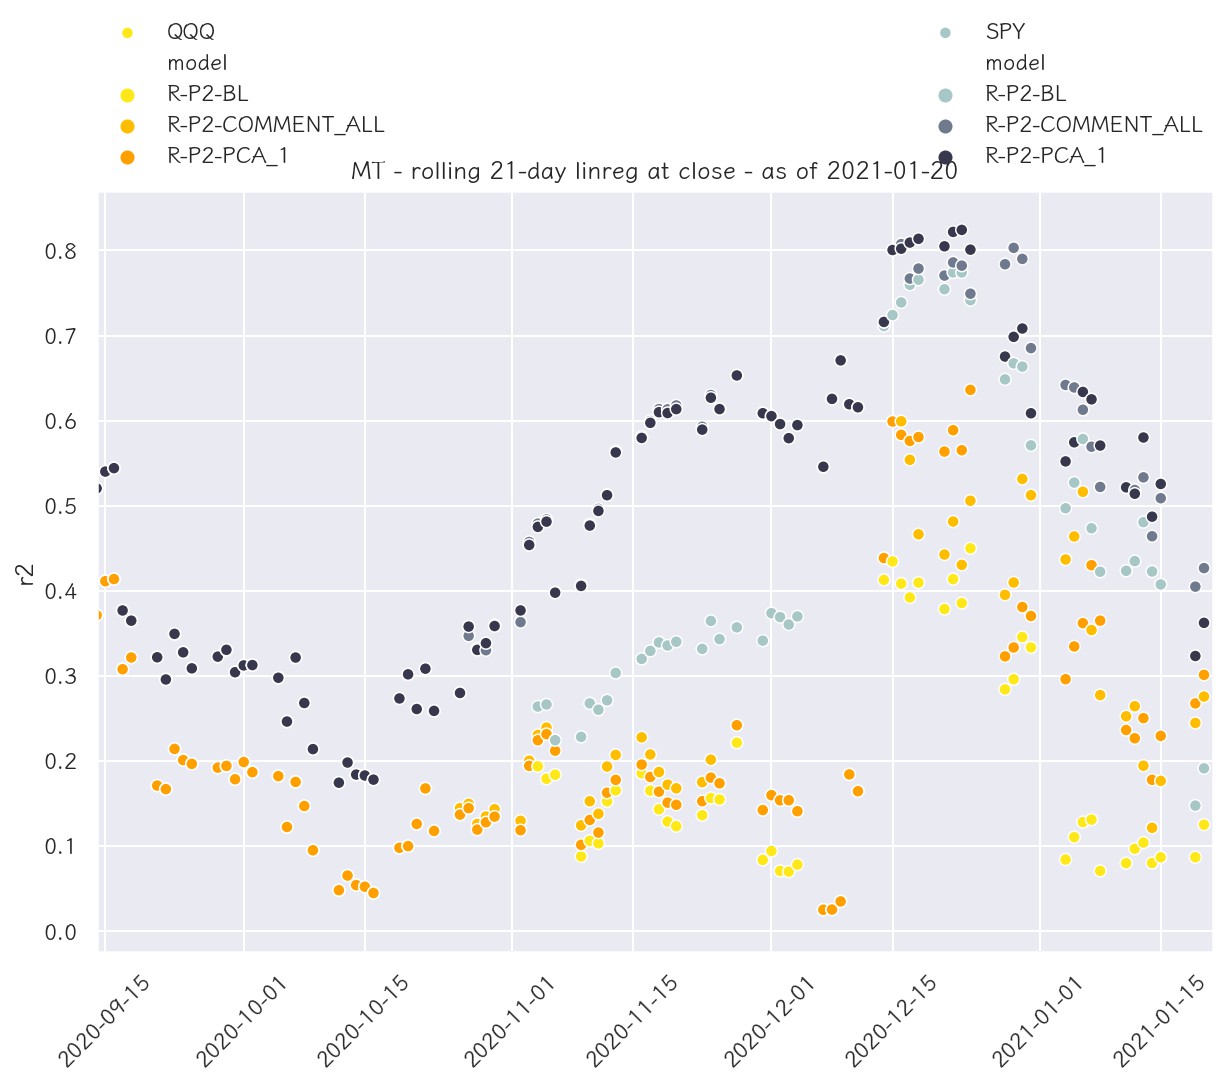 QQQ
model
R-P2-BL
R-P2-COMMENT_ALL
R-P2-PCA_1
SPY
model
R-P2-BL
R-P2-COMMENT_ALL
R-P2-PCA_1
MT - rolling 21-day linreg at close - as of 2021-01-20
0.8
0.7
0.6
0.5
0.4
0.3
0.2
0.1
0.0
r2
2020-09-15
2020-10-01
2020-10-15
2020-11-01
2020-11-15
2020-12-01
2020-12-15
2021-01-01
2021-01-15